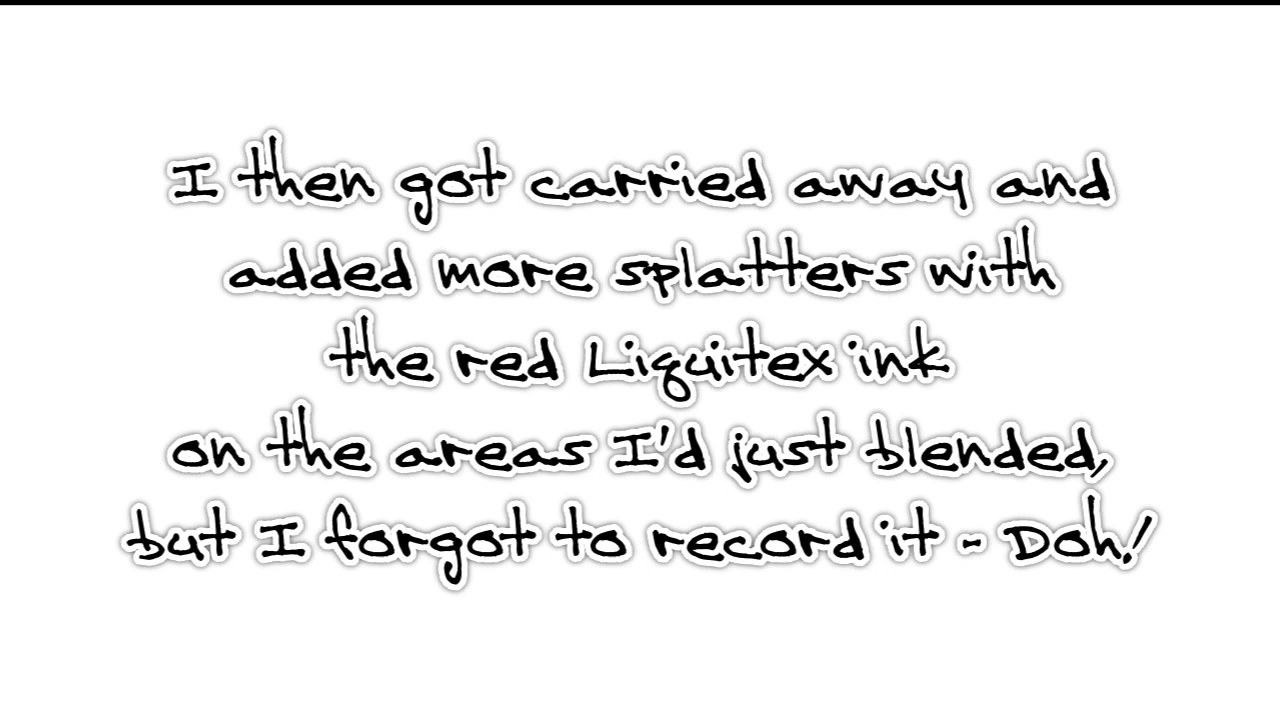 I then got carried away and
added more splatters with
the red Liquitex ink
on the areas I'd just blended,
but I forgot to record it - Doh!